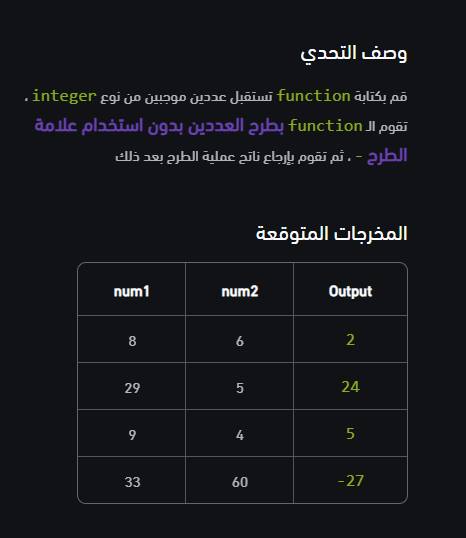 وصف التحدي
قم بكتابة function تستقبل عددين موجبين من نوع integer ،
تقوم الـ function بطرح العددين بدون استخدام علامة
الطرح - ، ثم تقوم بإرجاع ناتج عملية الطرح بعد ذلك
المخرجات المتوقعة
num1 num2 Output
8 6 2
29 5 24
9 4 5
33 60 -27